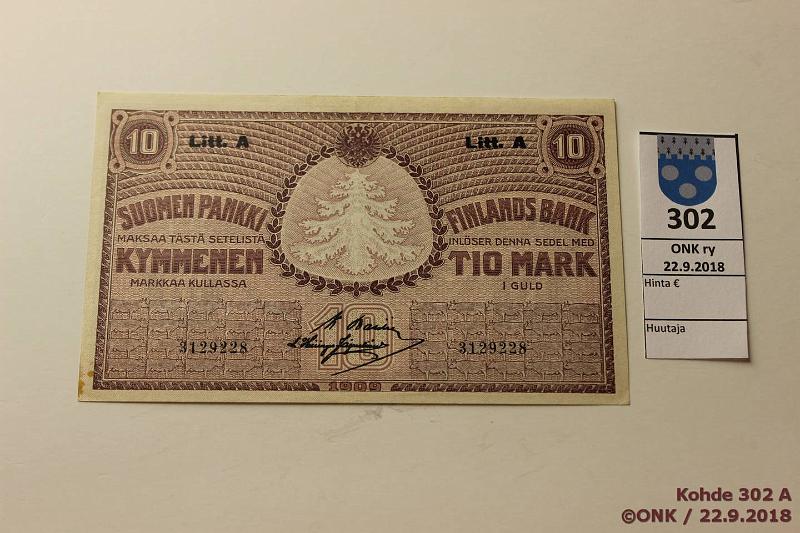 10 Litt. A Litt. A 10
SUOMEN PANKKI
MAKSAA TÄSTÄ SETELISTÄ
KYMMENEN
MARKKAA KULLASSA
FINLANDS BANK
INLÖSER DENNA SEDEL MED
TIO MARK
I GULD
10
3129228 3129228
1909
302
ONK ry
22.9.2018
Hinta €
Huutaja
Kohde 302 A
©ONK / 22.9.2018